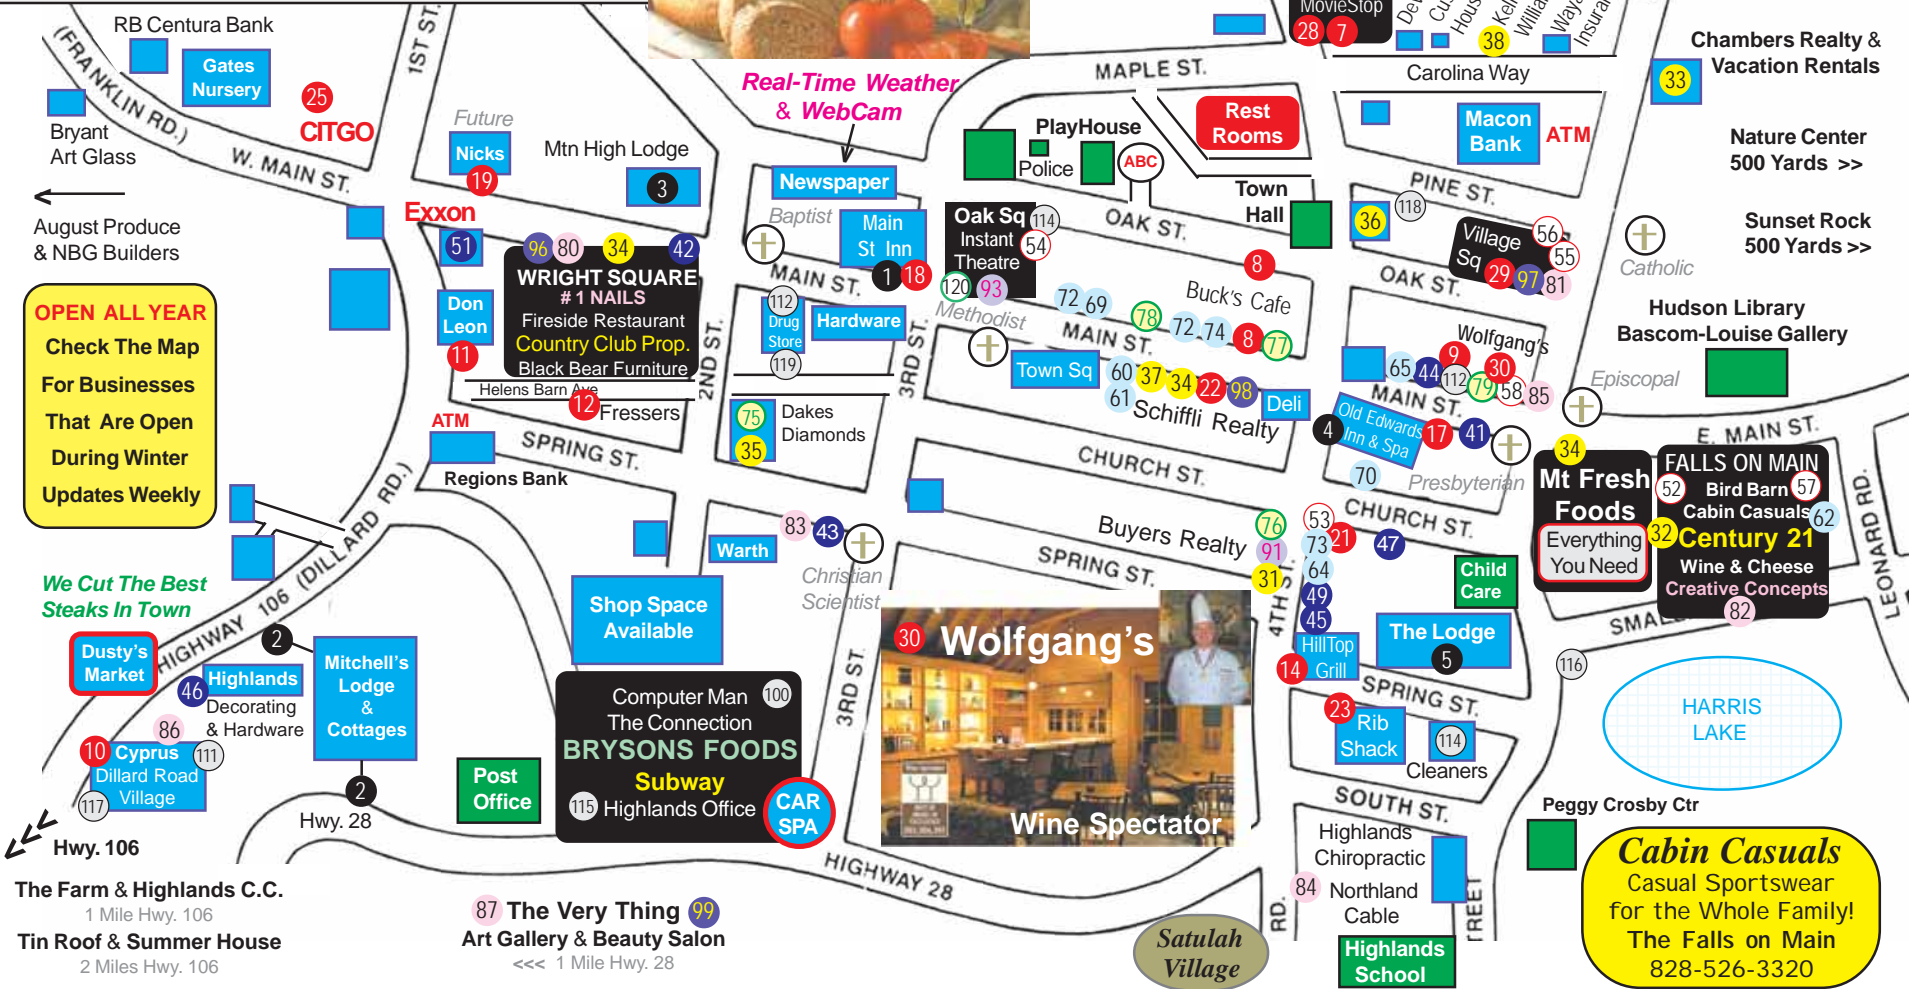 RB Centura Bank
Gates
Nursery
25
CITGO
(FRANKLIN RD.)
Bryant
Art Glass
W. MAIN ST.
1ST ST.
August Produce
& NBG Builders
OPEN ALL YEAR
Check The Map
For Businesses
That Are Open
During Winter
Updates Weekly
Future
Nicks
19
Mtn High Lodge
3
Exxon
51
96 80 34 42
WRIGHT SQUARE
# 1 NAILS
Fireside Restaurant
Country Club Prop.
Black Bear Furniture
Don
Leon
11
Helens Barn Ave
12 Fressers
2ND ST.
ATM
Regions Bank
SPRING ST.
Real-Time Weather
& WebCam
Newspaper
Baptist
Main
St Inn
1 18
MAIN ST.
112
Drug
Store
119
Hardware
3RD ST.
75
35
Dakes
Diamonds
MAPLE ST.
PlayHouse
Police
ABC
Rest
Rooms
Town
Hall
OAK ST.
Oak Sq 114
Instant 54
Theatre
120 93
Methodist
8
Buck's Cafe
72 69
78
72 74 8 77
MAIN ST.
Town Sq
60 37 34 22 98
61
Schiffli Realty
Deli
CHURCH ST.
MovieStop
28 7
38
Carolina Way
Macon
Bank
ATM
PINE ST.
36
118
Village
Sq
56
55
29 97 81
OAK ST.
Wolfgang's
9
65 44 112 30
79 58 85
MAIN ST.
Old Edwards
Inn & Spa
4
17 41
70
Presbyterian
CHURCH ST.
Chambers Realty &
Vacation Rentals
33
Nature Center
500 Yards >>
Sunset Rock
500 Yards >>
Catholic
Hudson Library
Bascom-Louise Gallery
Episcopal
E. MAIN ST.
34
Mt Fresh
Foods
Everything
You Need
FALLS ON MAIN
52 Bird Barn 57
Cabin Casuals 62
32 Century 21
Wine & Cheese
Creative Concepts
82
LEONARD RD.
116
HARRIS
LAKE
HIGHWAY 106 (DILLARD RD.)
We Cut The Best
Steaks In Town
Dusty's
Market
2
Mitchell's
Lodge
&
Cottages
2
46
Highlands
Decorating
& Hardware
86
10 Cyprus 111
Dillard Road
Village
117
Hwy. 106
Hwy. 28
The Farm & Highlands C.C.
1 Mile Hwy. 106
Tin Roof & Summer House
2 Miles Hwy. 106
Warth
83 43
Christian
Scientist
Shop Space
Available
Computer Man 100
The Connection
BRYSONS FOODS
Subway
115 Highlands Office
CAR
SPA
Post
Office
3RD ST.
87 The Very Thing 99
Art Gallery & Beauty Salon
<<< 1 Mile Hwy. 28
HIGHWAY 28
SPRING ST.
Buyers Realty
76
91
31
4TH ST.
53
73 21
64
49
45
47
Child
Care
HillTop
Grill
14
The Lodge
5
SPRING ST.
23
Rib
Shack
114
Cleaners
SOUTH ST.
30 Wolfgang's
Wine Spectator
Highlands
Chiropractic
84 Northland
Cable
RD.
Highlands
School
Satulah
Village
Peggy Crosby Ctr
Cabin Casuals
Casual Sportswear
for the Whole Family!
The Falls on Main
828-526-3320